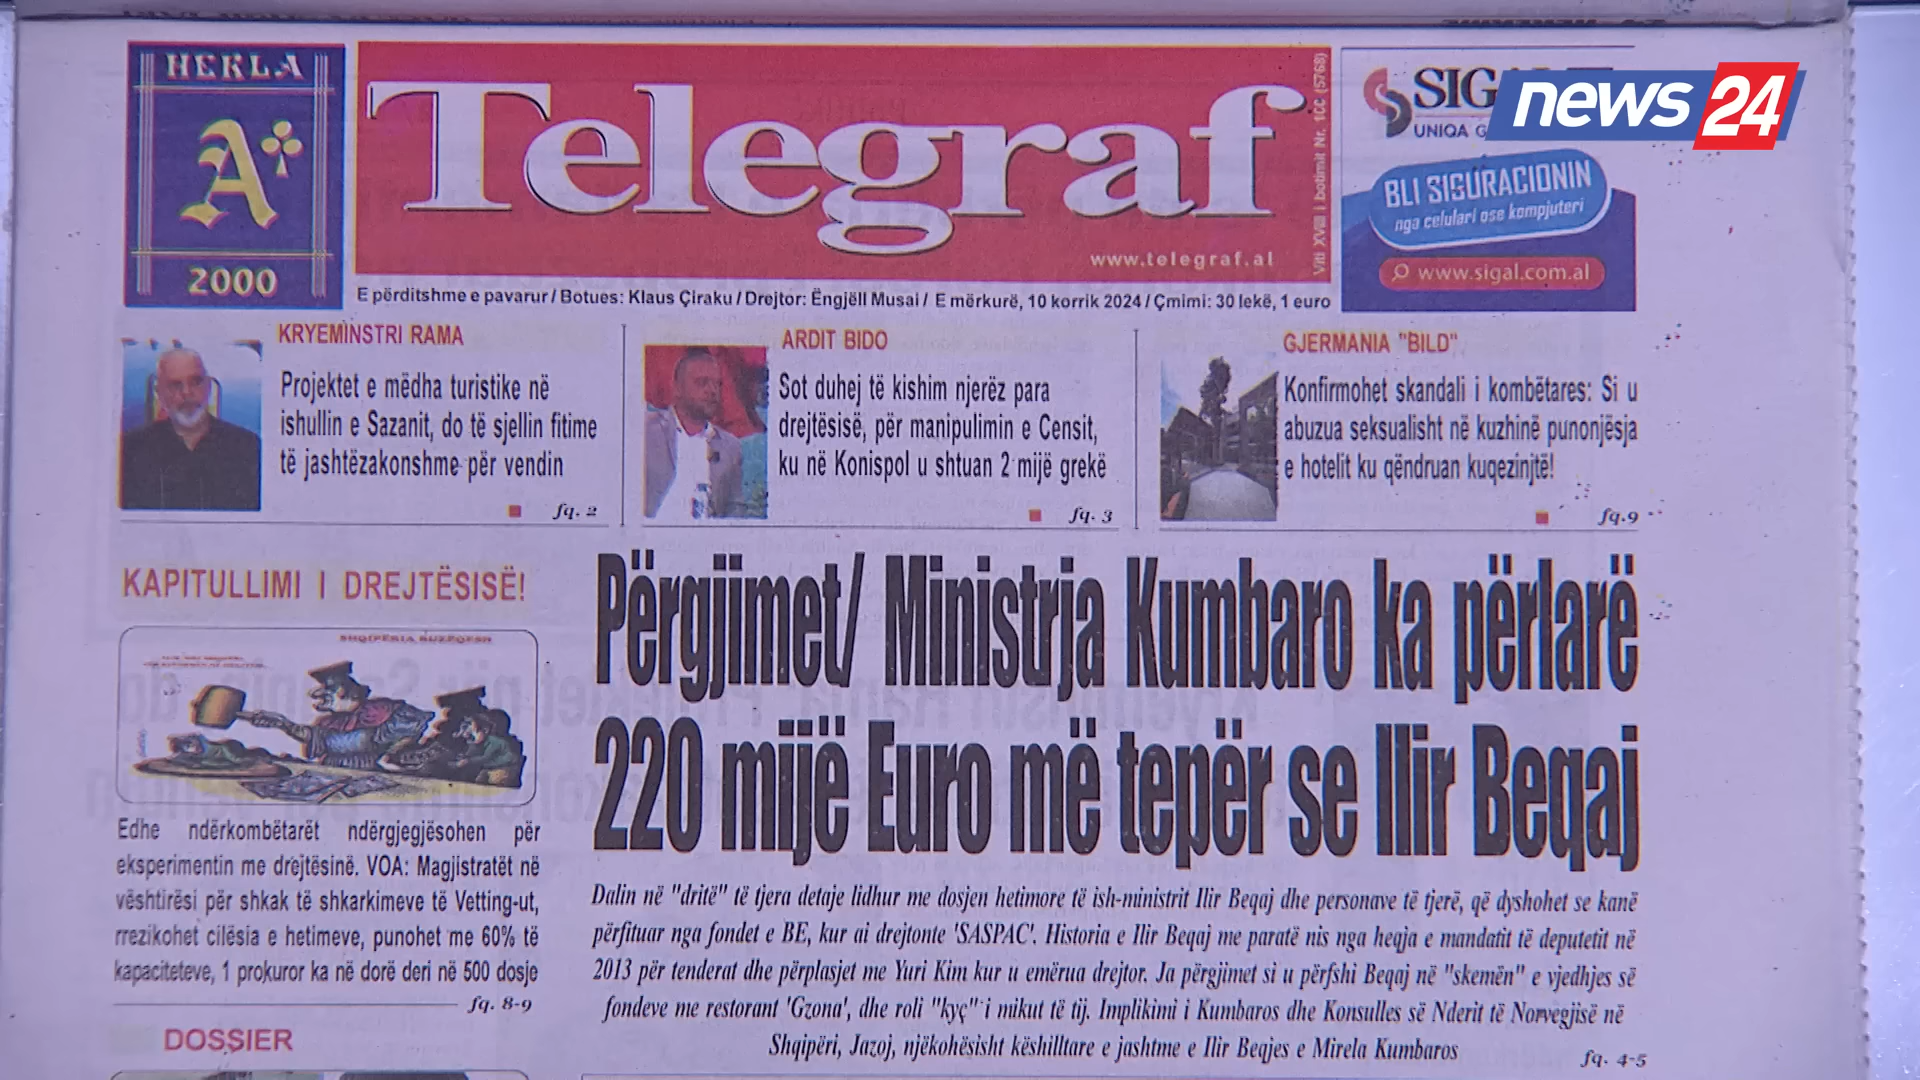 HEKLA
A
2000
Telegraf
www.telegraf.al
Viti XVIII i botimit Nr. 1CC (5768)
SIGAL
UNIQA G
news 24
BLI SIGURACIONIN
nga celulari ose kompjuteri
www.sigal.com.al
E përditshme e pavarur / Botues: Klaus Çiraku / Drejtor: Ëngjëll Musai / E mërkurë, 10 korrik 2024 / Çmimi: 30 lekë, 1 euro
KRYEMINSTRI RAMA
Projektet e mëdha turistike në
ishullin e Sazanit, do të sjellin fitime
të jashtëzakonshme për vendin
fq. 2
ARDIT BIDO
Sot duhej të kishim njerëz para
drejtësisë, për manipulimin e Censit,
ku në Konispol u shtuan 2 mijë grekë
fq. 3
GJERMANIA "BILD"
Konfirmohet skandali i kombëtares: Si u
abuzua seksualisht në kuzhinë punonjësja
e hotelit ku qëndruan kuqezinjtë!
fq.9
KAPITULLIMI I DREJTËSISË!
SHQIPËRIA BUZËQESH
Edhe ndërkombëtarët ndërgjegjësohen për
eksperimentin me drejtësinë. VOA: Magjistratët në
vështirësi për shkak të shkarkimeve të Vetting-ut,
rrezikohet cilësia e hetimeve, punohet me 60% të
kapaciteteve, 1 prokuror ka në dorë deri në 500 dosje
fq. 8-9
DOSSIER
Përgjimet/ Ministrja Kumbaro ka përlarë
220 mijë Euro më tepër se Ilir Beqaj
Dalin në "dritë" të tjera detaje lidhur me dosjen hetimore të ish-ministrit Ilir Beqaj dhe personave të tjerë, që dyshohet se kanë
përfituar nga fondet e BE, kur ai drejtonte 'SASPAC'. Historia e Ilir Beqaj me paratë nis nga heqja e mandatit të deputetit në
2013 për tenderat dhe përplasjet me Yuri Kim kur u emërua drejtor. Ja përgjimet si u përfshi Beqaj në "skemën" e vjedhjes së
fondeve me restorant 'Gzona', dhe roli "kyç" i mikut të tij. Implikimi i Kumbaros dhe Konsulles së Nderit të Norvegjisë në
Shqipëri, Jazoj, njëkohësisht këshilltare e jashtme e Ilir Beqjes e Mirela Kumbaros
fq. 4-5